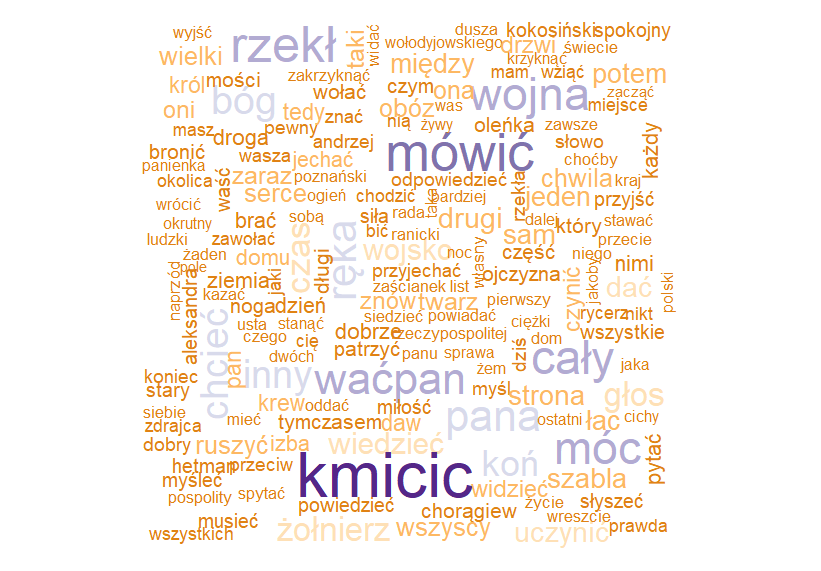 wyjść rzekł taki widać dusza kokosiński spokojny
wielki wołodyjowskiego drzwi świecie
zakrzyknąć między krzyknąć
król mości wołać czym ona mam wziąć potem
oni bóg tedy obóz was wojna zacząć miejsce
masz droga pewny znać nią żywy oleńka zawsze każdy
bronić wasza andrzej mówić słowo
panienka waść jechać choćby
okolica zaraz poznański odpowiedzieć rzekła chwila kraj
wrócić serce ogień chodzić taka bardziej jeden przyjść
okrutny brać sobą siła rada drugi dalej który stawać
ludzki zawołać czas ręka bić ranicki sam przecie
żaden domu długi wojsko noc własny część niego nimi
naprzód pole ziemia jaki przyjechać ojczyzna czynić jakoby dać polski
kazać zaścianek list
aleksandra noga dzień znów twarz pierwszy rycerz nikt
chcieć usta stanąć siedzieć powiadać ciężki
czego cię dobrze rzeczypospolitej dziś dom wszystkie
pan dwóch patrzyć panu sprawa
koniec inny waćpan żem cały jaka
stary myśl
siebie krew oddać miłość strona głos
zdrajca mieć tymczasem daw pana ostatni łac cichy
dobry ruszyć izba wiedzieć móc pytać
hetman przeciw kmicic koń
myśleć widzieć szabla
pospolity spytać powiedzieć życie słyszeć
musieć żołnierz chorągiew wreszcie
wszystkich wszyscy uczynić prawda